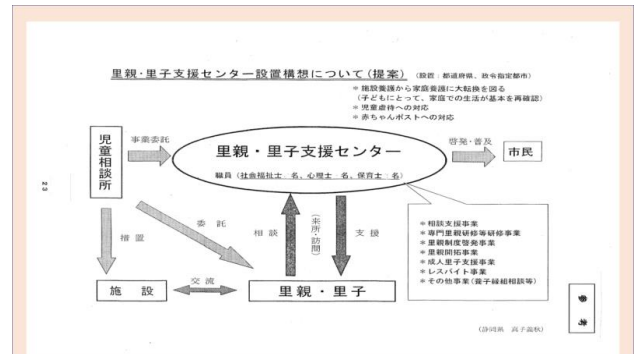 里親・里子支援センター設置構想について(提案) (設置:都道府県、政令指定都市)
*施設養護から家庭養護に大転換を図る
(子どもにとって、家庭での生活が基本を再確認)
*児童虐待への対応
*赤ちゃんポストへの対応
児童相談所
事業委託
里親・里子支援センター
職員(社会福祉士 名、心理士 名、保育士 名)
啓発・普及
市民
23
措置
委託
相談
(来所・訪問)
支援
*相談支援事業
*専門里親研修等研修事業
*里親制度啓発事業
*里親開拓事業
*成人里子支援事業
*レスパイト事業
*その他事業(養子縁組相談等)
施設
交流
里親・里子
(静岡県